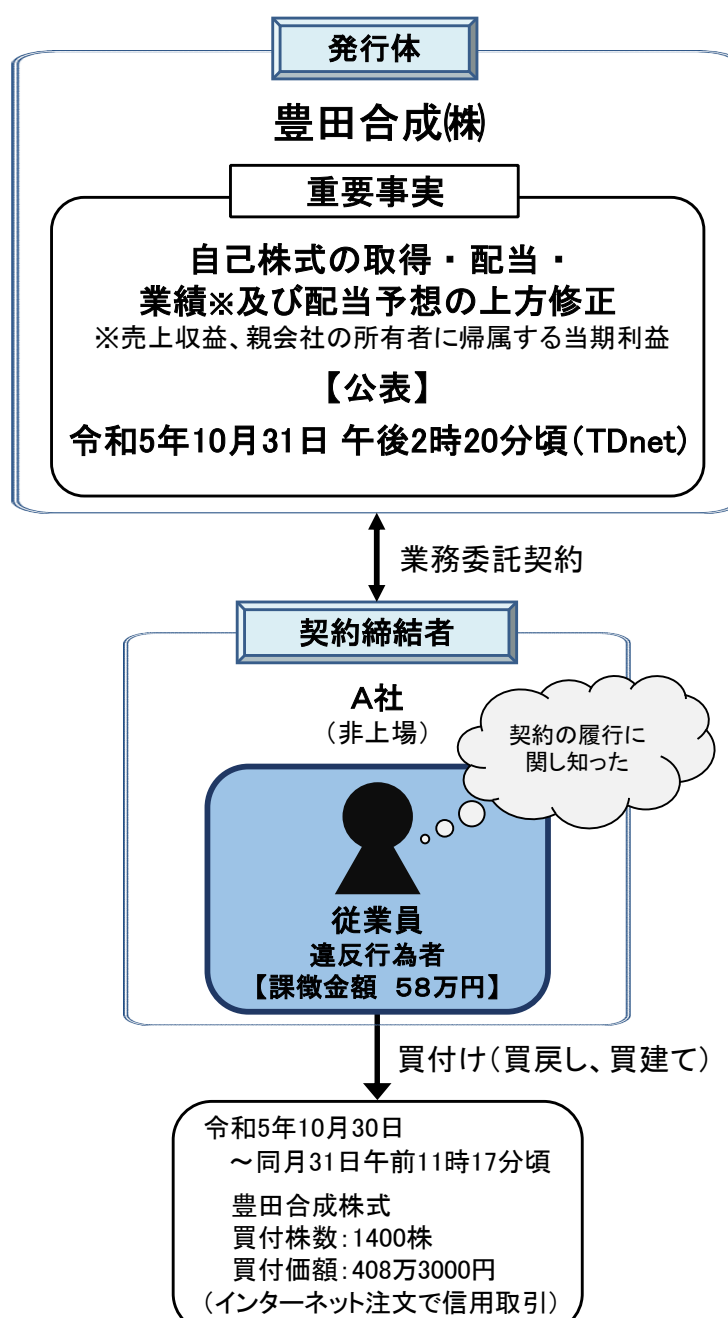 発行体
豊田合成㈱
重要事実
自己株式の取得・配当・
業績※及び配当予想の上方修正
※売上収益、親会社の所有者に帰属する当期利益
【公表】
令和5年10月31日 午後2時20分頃（TDnet）
業務委託契約
契約締結者
A社
（非上場）
契約の履行に
関し知った
従業員
違反行為者
【課徴金額 58万円】
買付け（買戻し、買建て）
令和5年10月30日
～同月31日午前11時17分頃
豊田合成株式
買付株数：1400株
買付価額：408万3000円
（インターネット注文で信用取引）